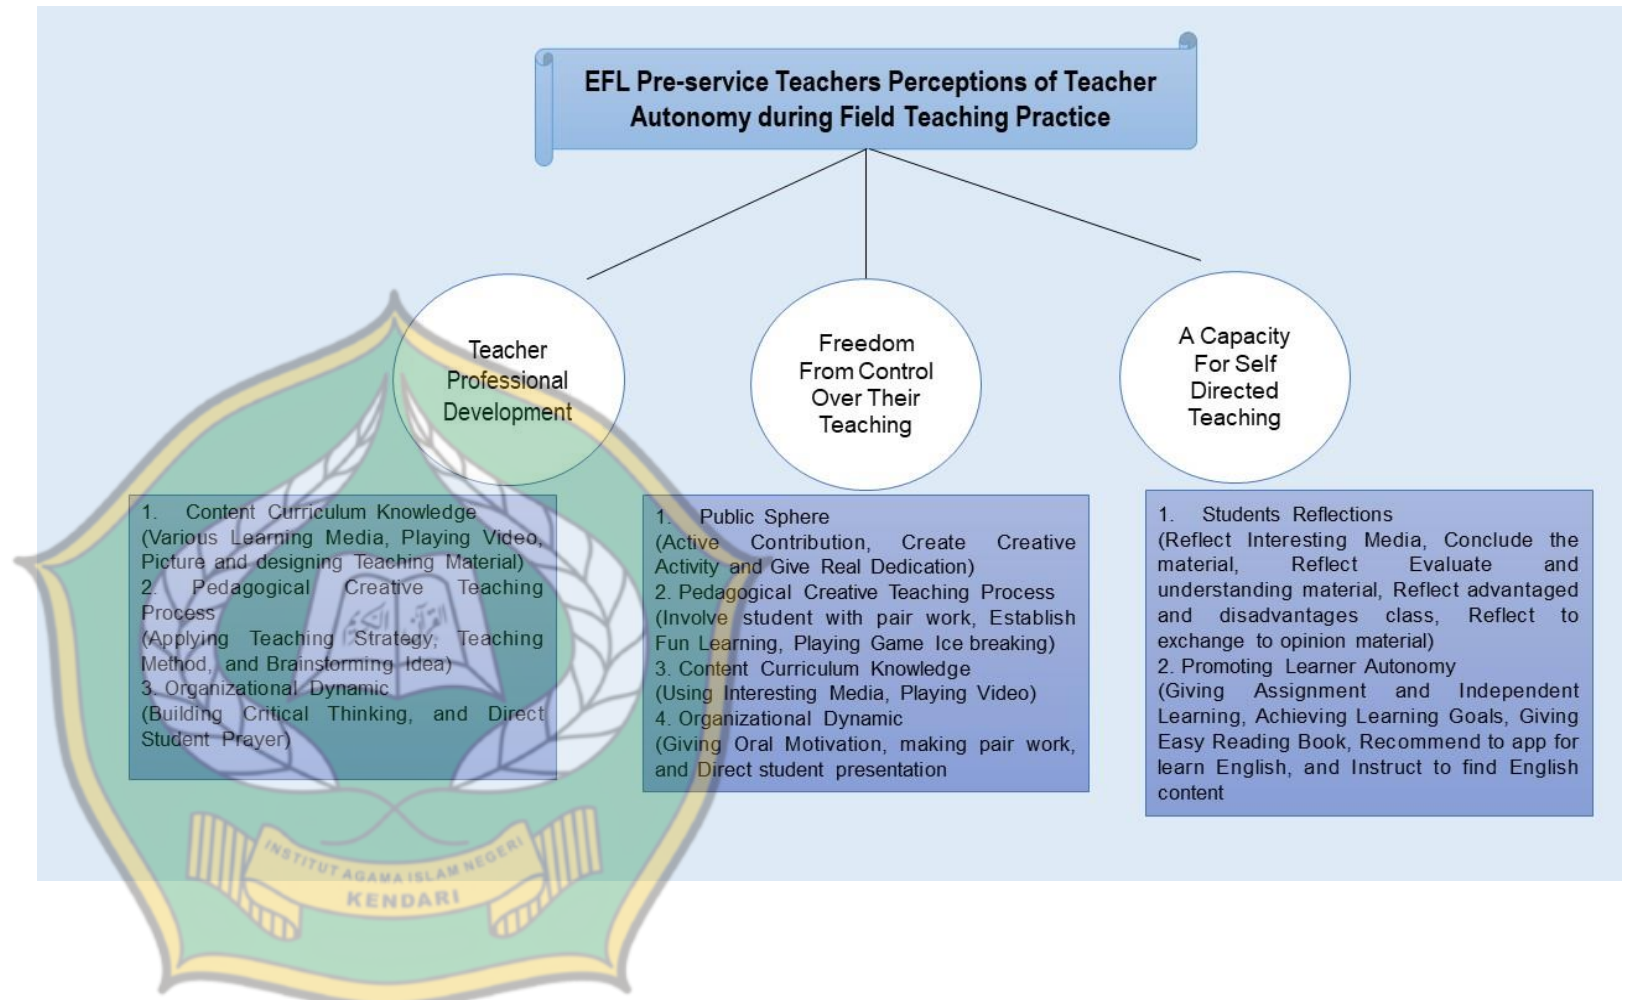 EFL Pre-service Teachers Perceptions of Teacher
Autonomy during Field Teaching Practice
Teacher
Professional
Development
Freedom
From Control
Over Their
Teaching
A Capacity
For Self
Directed
Teaching
1. Content Curriculum Knowledge
(Various Learning Media, Playing Video,
Picture and designing Teaching Material)
2. Pedagogical Creative Teaching
Process
(Applying Teaching Strategy, Teaching
Method, and Brainstorming Idea)
3. Organizational Dynamic
(Building Critical Thinking, and Direct
Student Prayer)
1. Public Sphere
(Active Contribution, Create Creative
Activity and Give Real Dedication)
2. Pedagogical Creative Teaching Process
(Involve student with pair work, Establish
Fun Learning, Playing Game Ice breaking)
3. Content Curriculum Knowledge
(Using Interesting Media, Playing Video)
4. Organizational Dynamic
(Giving Oral Motivation, making pair work,
and Direct student presentation
1. Students Reflections
(Reflect Interesting Media, Conclude the
material, Reflect Evaluate and
understanding material, Reflect advantaged
and disadvantages class, Reflect to
exchange to opinion material)
2. Promoting Learner Autonomy
(Giving Assignment and Independent
Learning, Achieving Learning Goals, Giving
Easy Reading Book, Recommend to app for
learn English, and Instruct to find English
content
القرآن الكريم
INSTITUT AGAMA ISLAM NEGERI
KENDARI